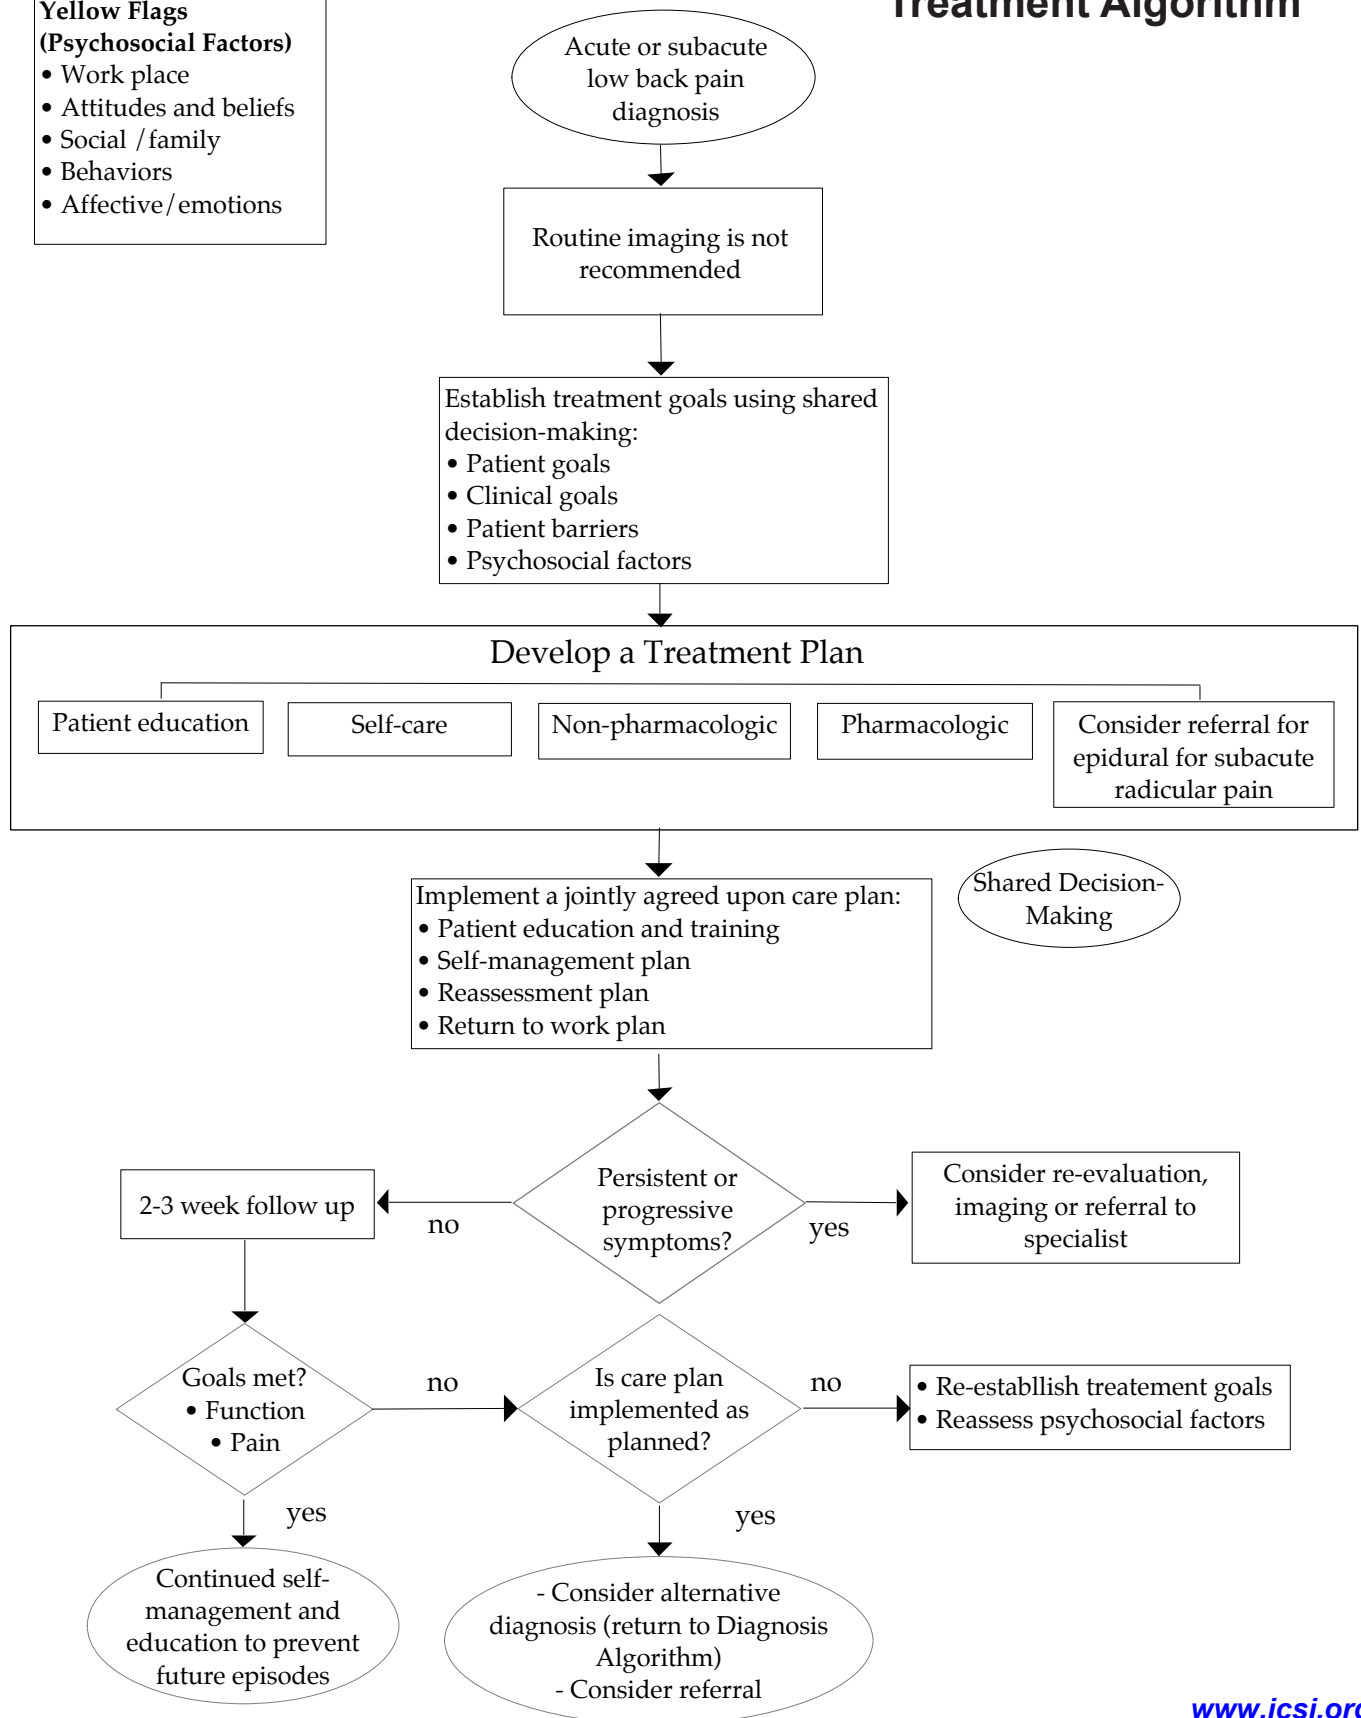 Treatment Algorithm
Yellow Flags
(Psychosocial Factors)
• Work place
• Attitudes and beliefs
• Social /family
• Behaviors
• Affective/emotions
Acute or subacute
low back pain
diagnosis
Routine imaging is not
recommended
Establish treatment goals using shared
decision-making:
• Patient goals
• Clinical goals
• Patient barriers
• Psychosocial factors
Develop a Treatment Plan
Patient education
Self-care
Non-pharmacologic
Pharmacologic
Consider referral for
epidural for subacute
radicular pain
Implement a jointly agreed upon care plan:
• Patient education and training
• Self-management plan
• Reassessment plan
• Return to work plan
Shared Decision-
Making
Persistent or
progressive
symptoms?
no
yes
2-3 week follow up
Consider re-evaluation,
imaging or referral to
specialist
Goals met?
• Function
• Pain
no
Is care plan
implemented as
planned?
no
• Re-establlish treatement goals
• Reassess psychosocial factors
yes
yes
Continued self-
management and
education to prevent
future episodes
- Consider alternative
diagnosis (return to Diagnosis
Algorithm)
- Consider referral
www.icsi.org